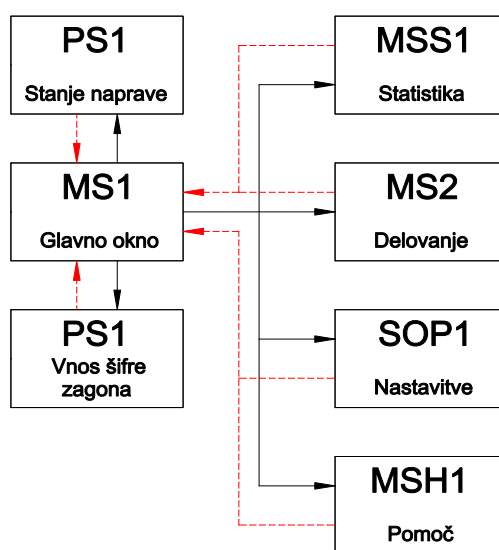 PS1
Stanje naprave
MS1
Glavno okno
PS1
Vnos šifre
zagona
MSS1
Statistika
MS2
Delovanje
SOP1
Nastavitve
MSH1
Pomoč